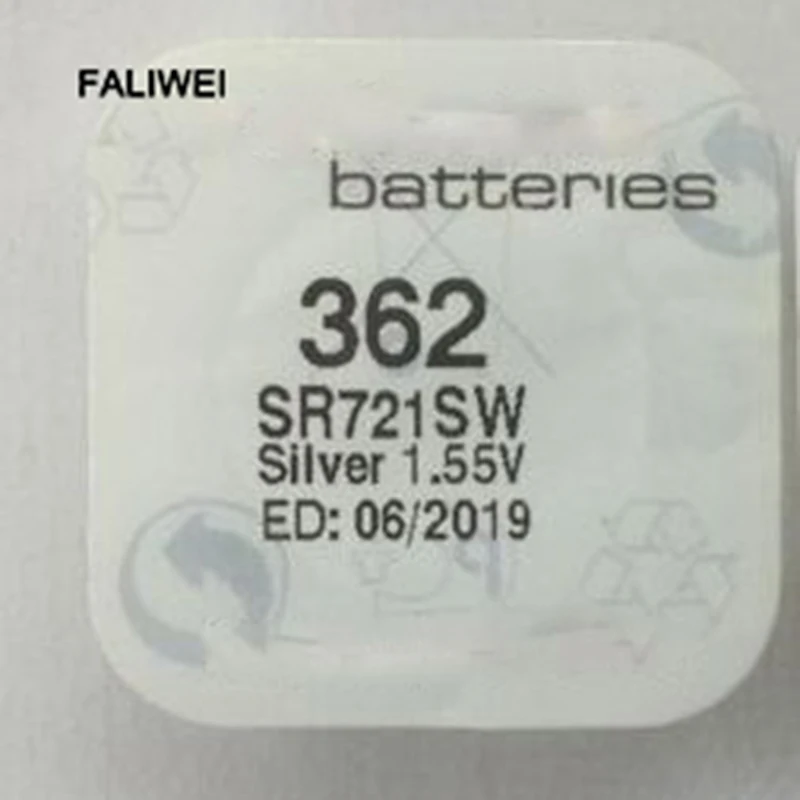 FALIWEI
batteries
362
SR721SW
Silver 1.55V
ED: 06/2019